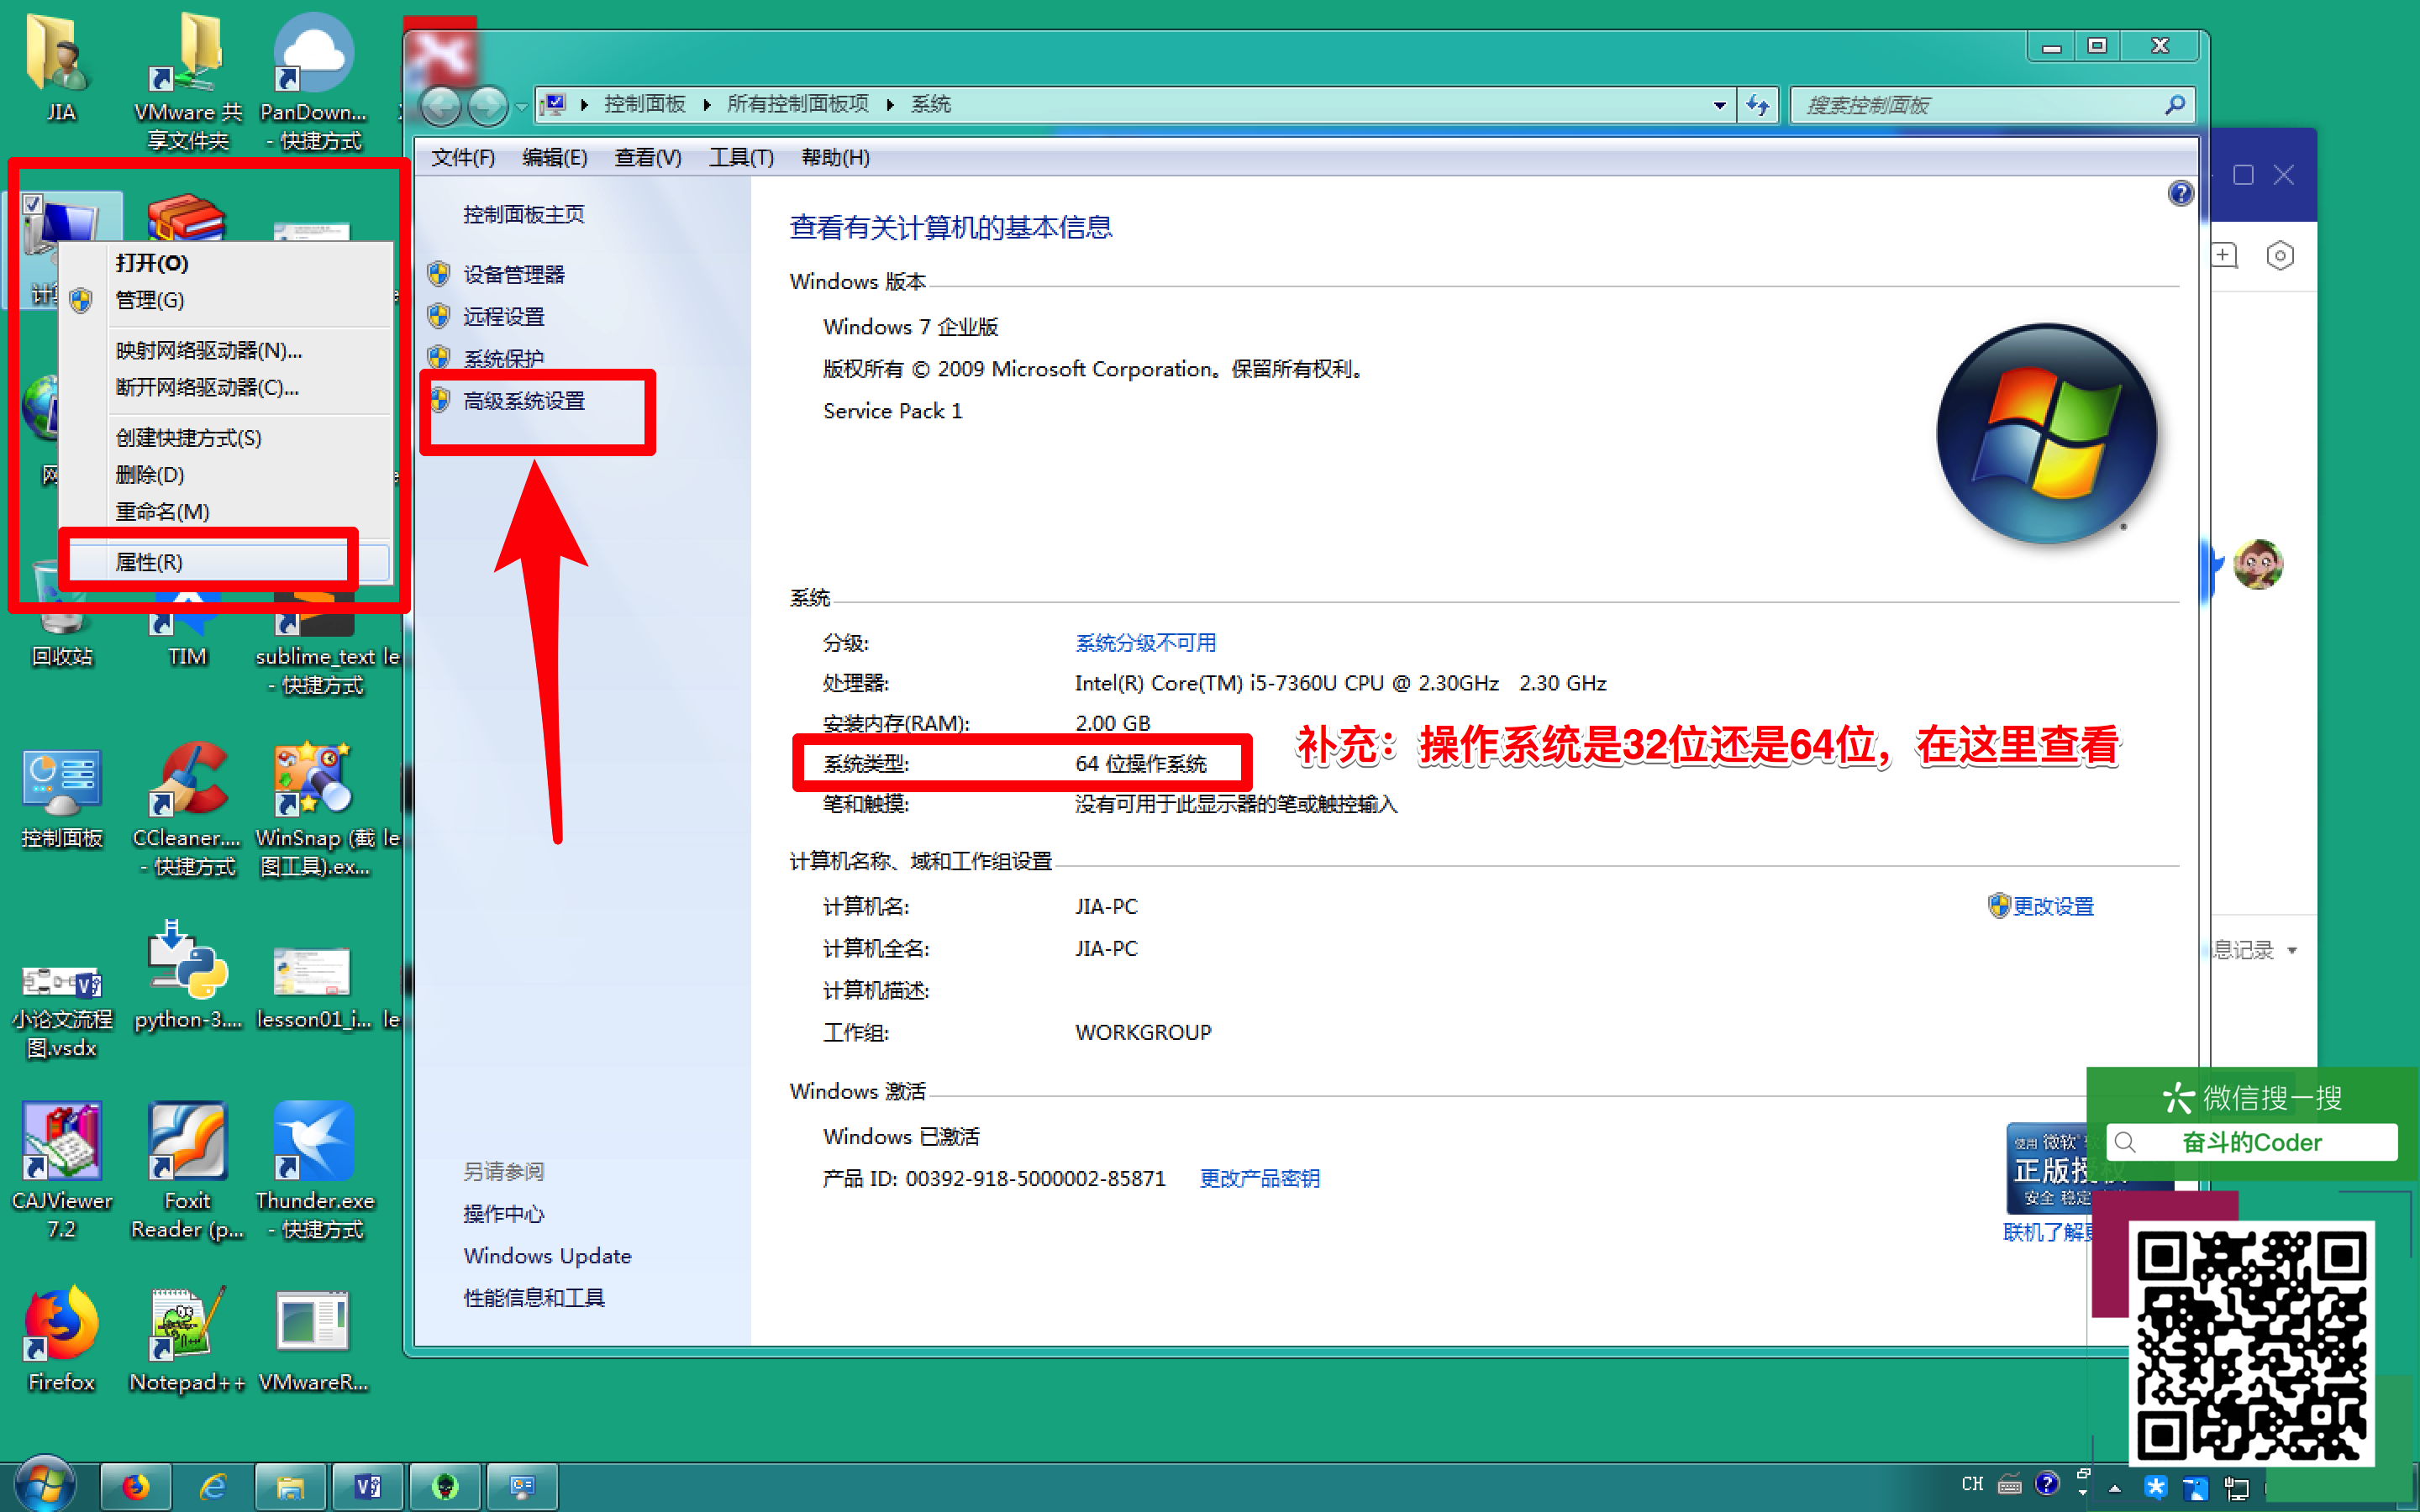 JIA
VMware 共
享文件夹
PanDown...
- 快捷方式
打开(O)
管理(G)
映射网络驱动器(N)...
断开网络驱动器(C)...
创建快捷方式(S)
删除(D)
重命名(M)
属性(R)
回收站
TIM
sublime_text
- 快捷方式
le
控制面板
CCleaner....
- 快捷方式
WinSnap (截
图工具).ex...
le
小论文流程
图.vsdx
python-3....
lesson01_i...
le
CAJViewer
7.2
Foxit
Reader (p...
Thunder.exe
- 快捷方式
Firefox
Notepad++
VMwareR...
控制面板
所有控制面板项
系统
搜索控制面板
文件(F)
编辑(E)
查看(V)
工具(T)
帮助(H)
控制面板主页
设备管理器
远程设置
系统保护
高级系统设置
另请参阅
操作中心
Windows Update
性能信息和工具
查看有关计算机的基本信息
Windows 版本
Windows 7 企业版
版权所有 © 2009 Microsoft Corporation。保留所有权利。
Service Pack 1
系统
分级: 系统分级不可用
处理器: Intel(R) Core(TM) i5-7360U CPU @ 2.30GHz 2.30 GHz
安装内存(RAM): 2.00 GB
系统类型: 64 位操作系统
补充：操作系统是32位还是64位，在这里查看
笔和触摸: 没有可用于此显示器的笔或触控输入
计算机名称、域和工作组设置
计算机名: JIA-PC
更改设置
计算机全名: JIA-PC
计算机描述:
工作组: WORKGROUP
Windows 激活
Windows 已激活
产品 ID: 00392-918-5000002-85871 更改产品密钥
使用 微软
正版授权
安全 稳定
联机了解更
息记录
微信搜一搜
奋斗的Coder
CH